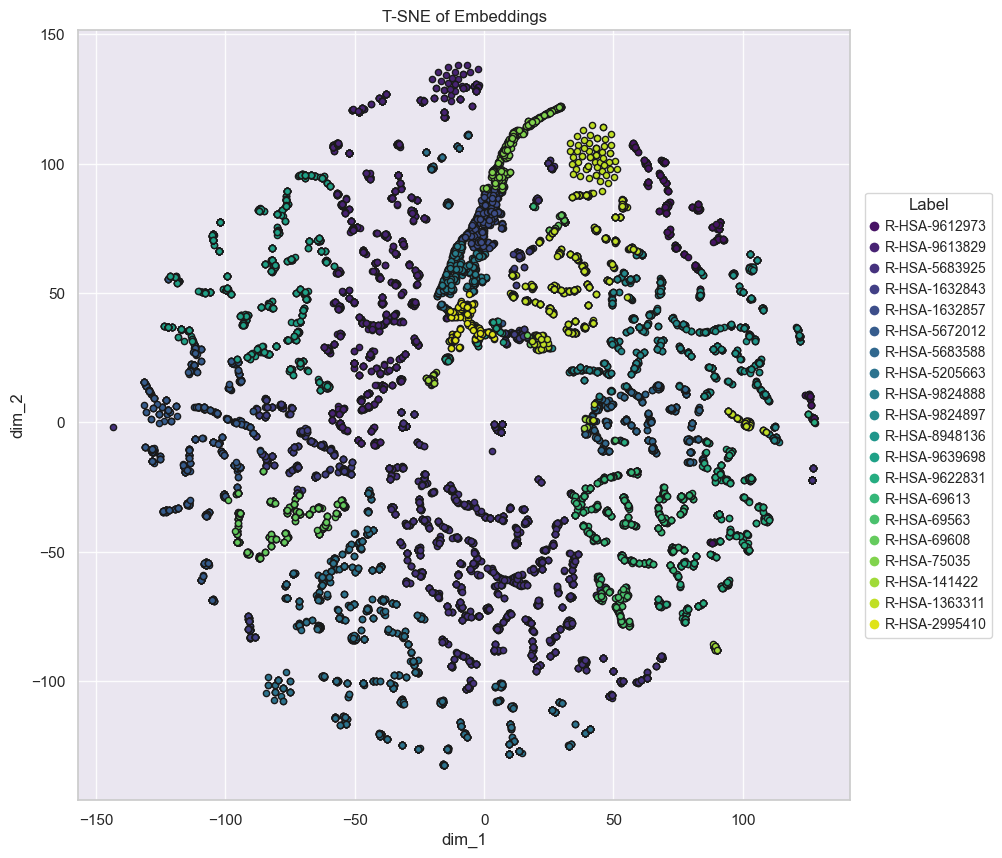 T-SNE of Embeddings
150
100
50
0
−50
−100
dim_2
−150
−100
−50
0
50
100
dim_1
Label
R-HSA-9612973
R-HSA-9613829
R-HSA-5683925
R-HSA-1632843
R-HSA-1632857
R-HSA-5672012
R-HSA-5683588
R-HSA-5205663
R-HSA-9824888
R-HSA-9824897
R-HSA-8948136
R-HSA-9639698
R-HSA-9622831
R-HSA-69613
R-HSA-69563
R-HSA-69608
R-HSA-75035
R-HSA-141422
R-HSA-1363311
R-HSA-2995410